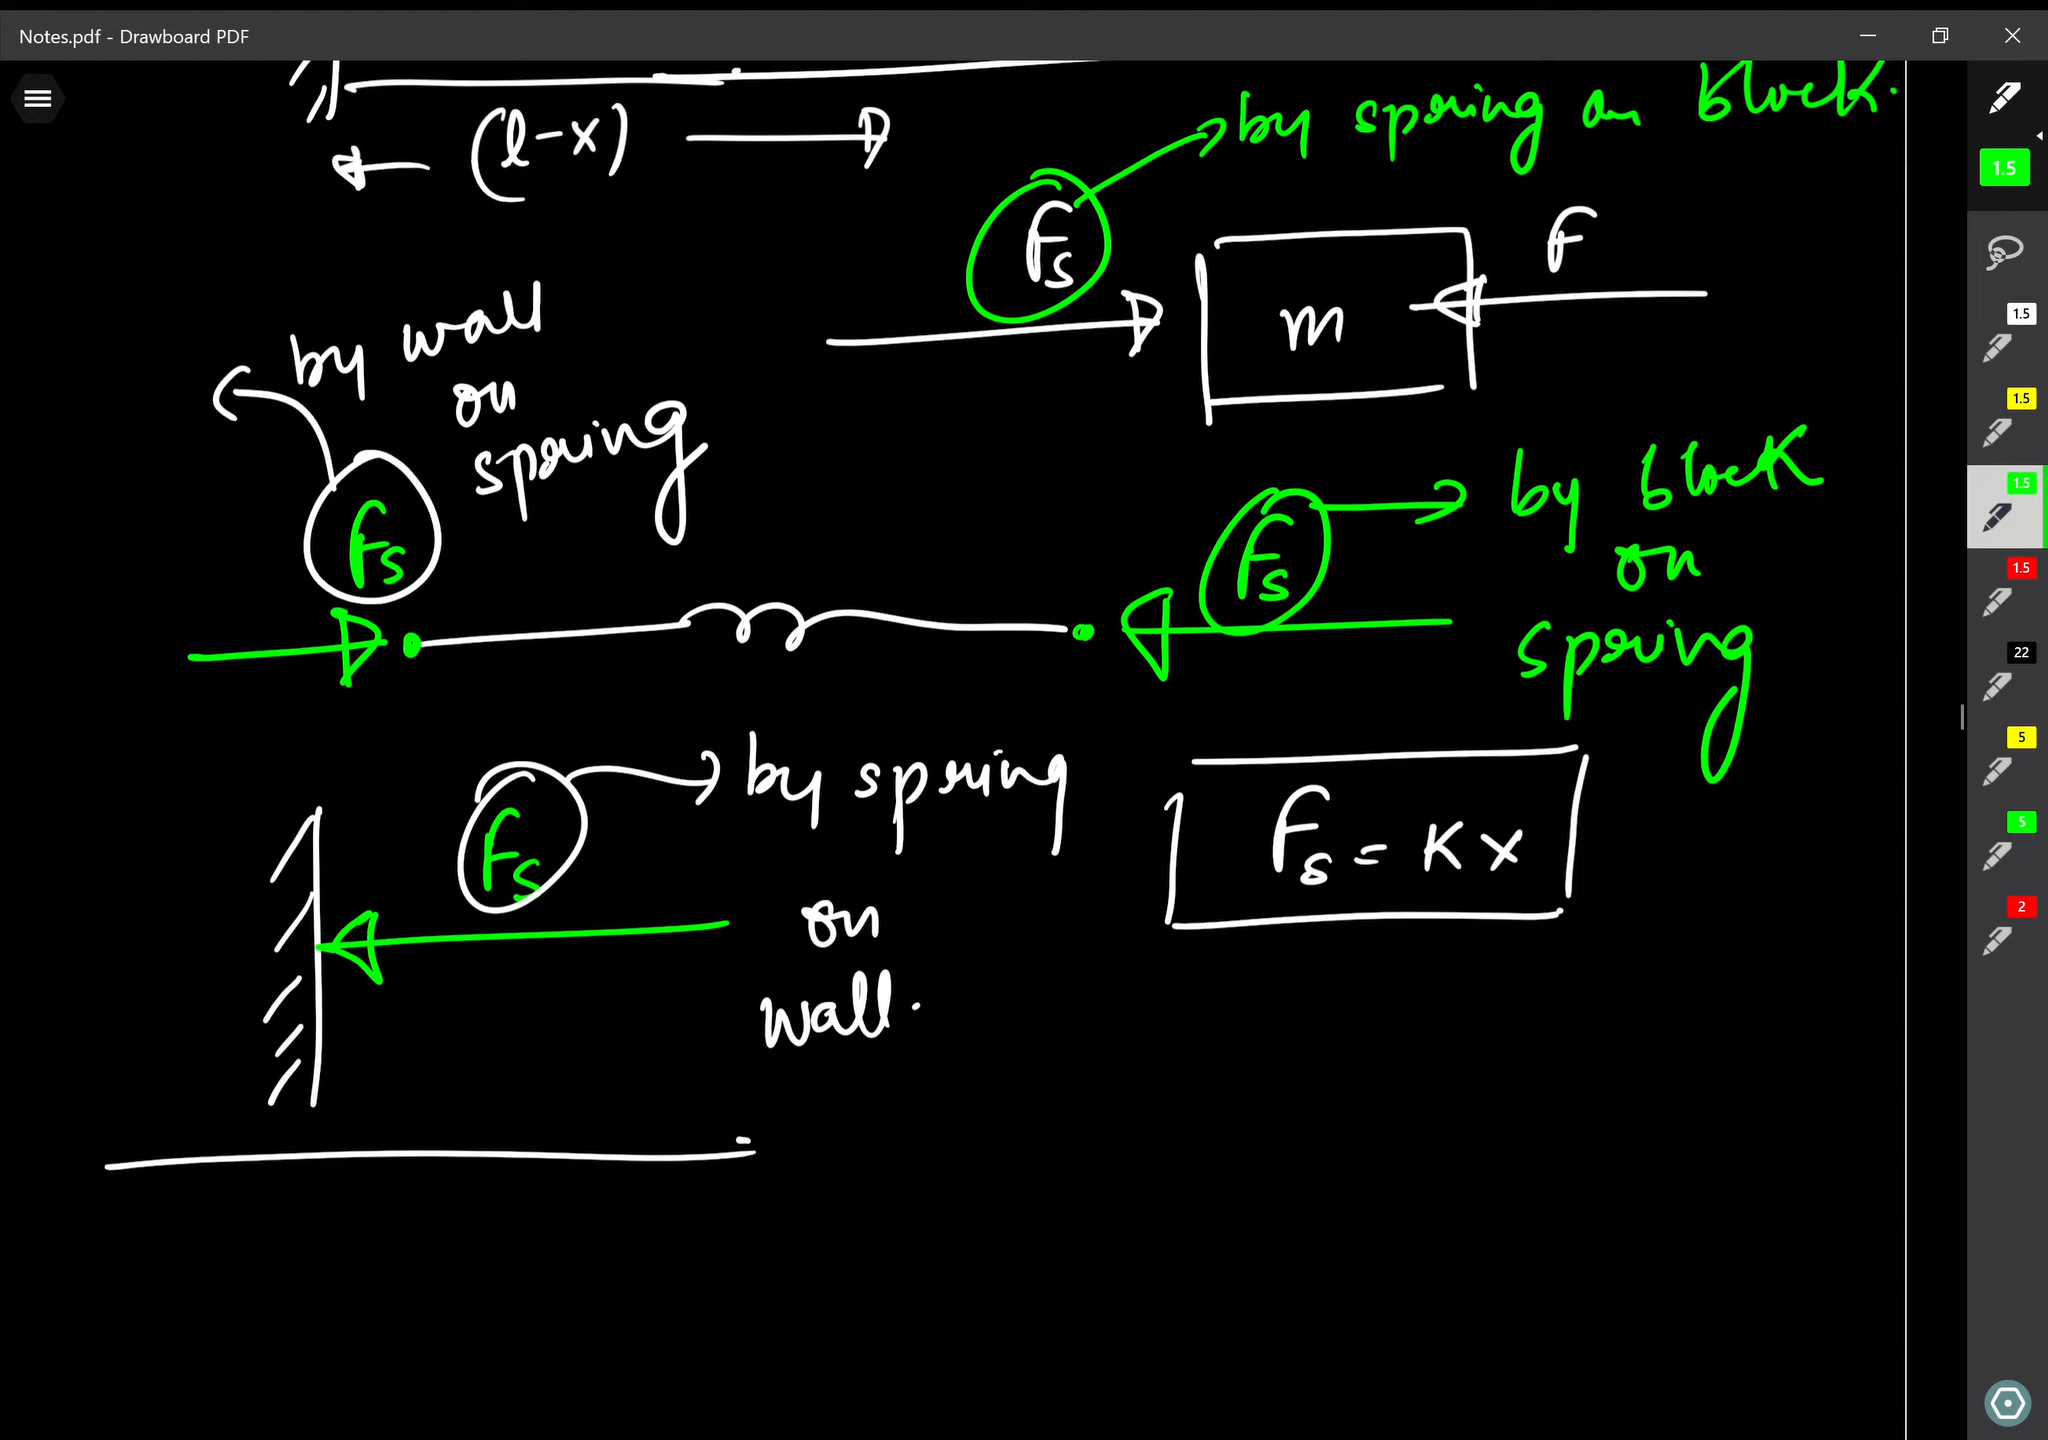 Notes.pdf - Drawboard PDF
(l-x)
by spring on block.
Fs
F
m
by wall
on
spring
Fs
Fs
by block
on
spring
Fs
by spring
on
wall.
Fs = Kx
1.5
1.5
1.5
1.5
1.5
22
5
5
2